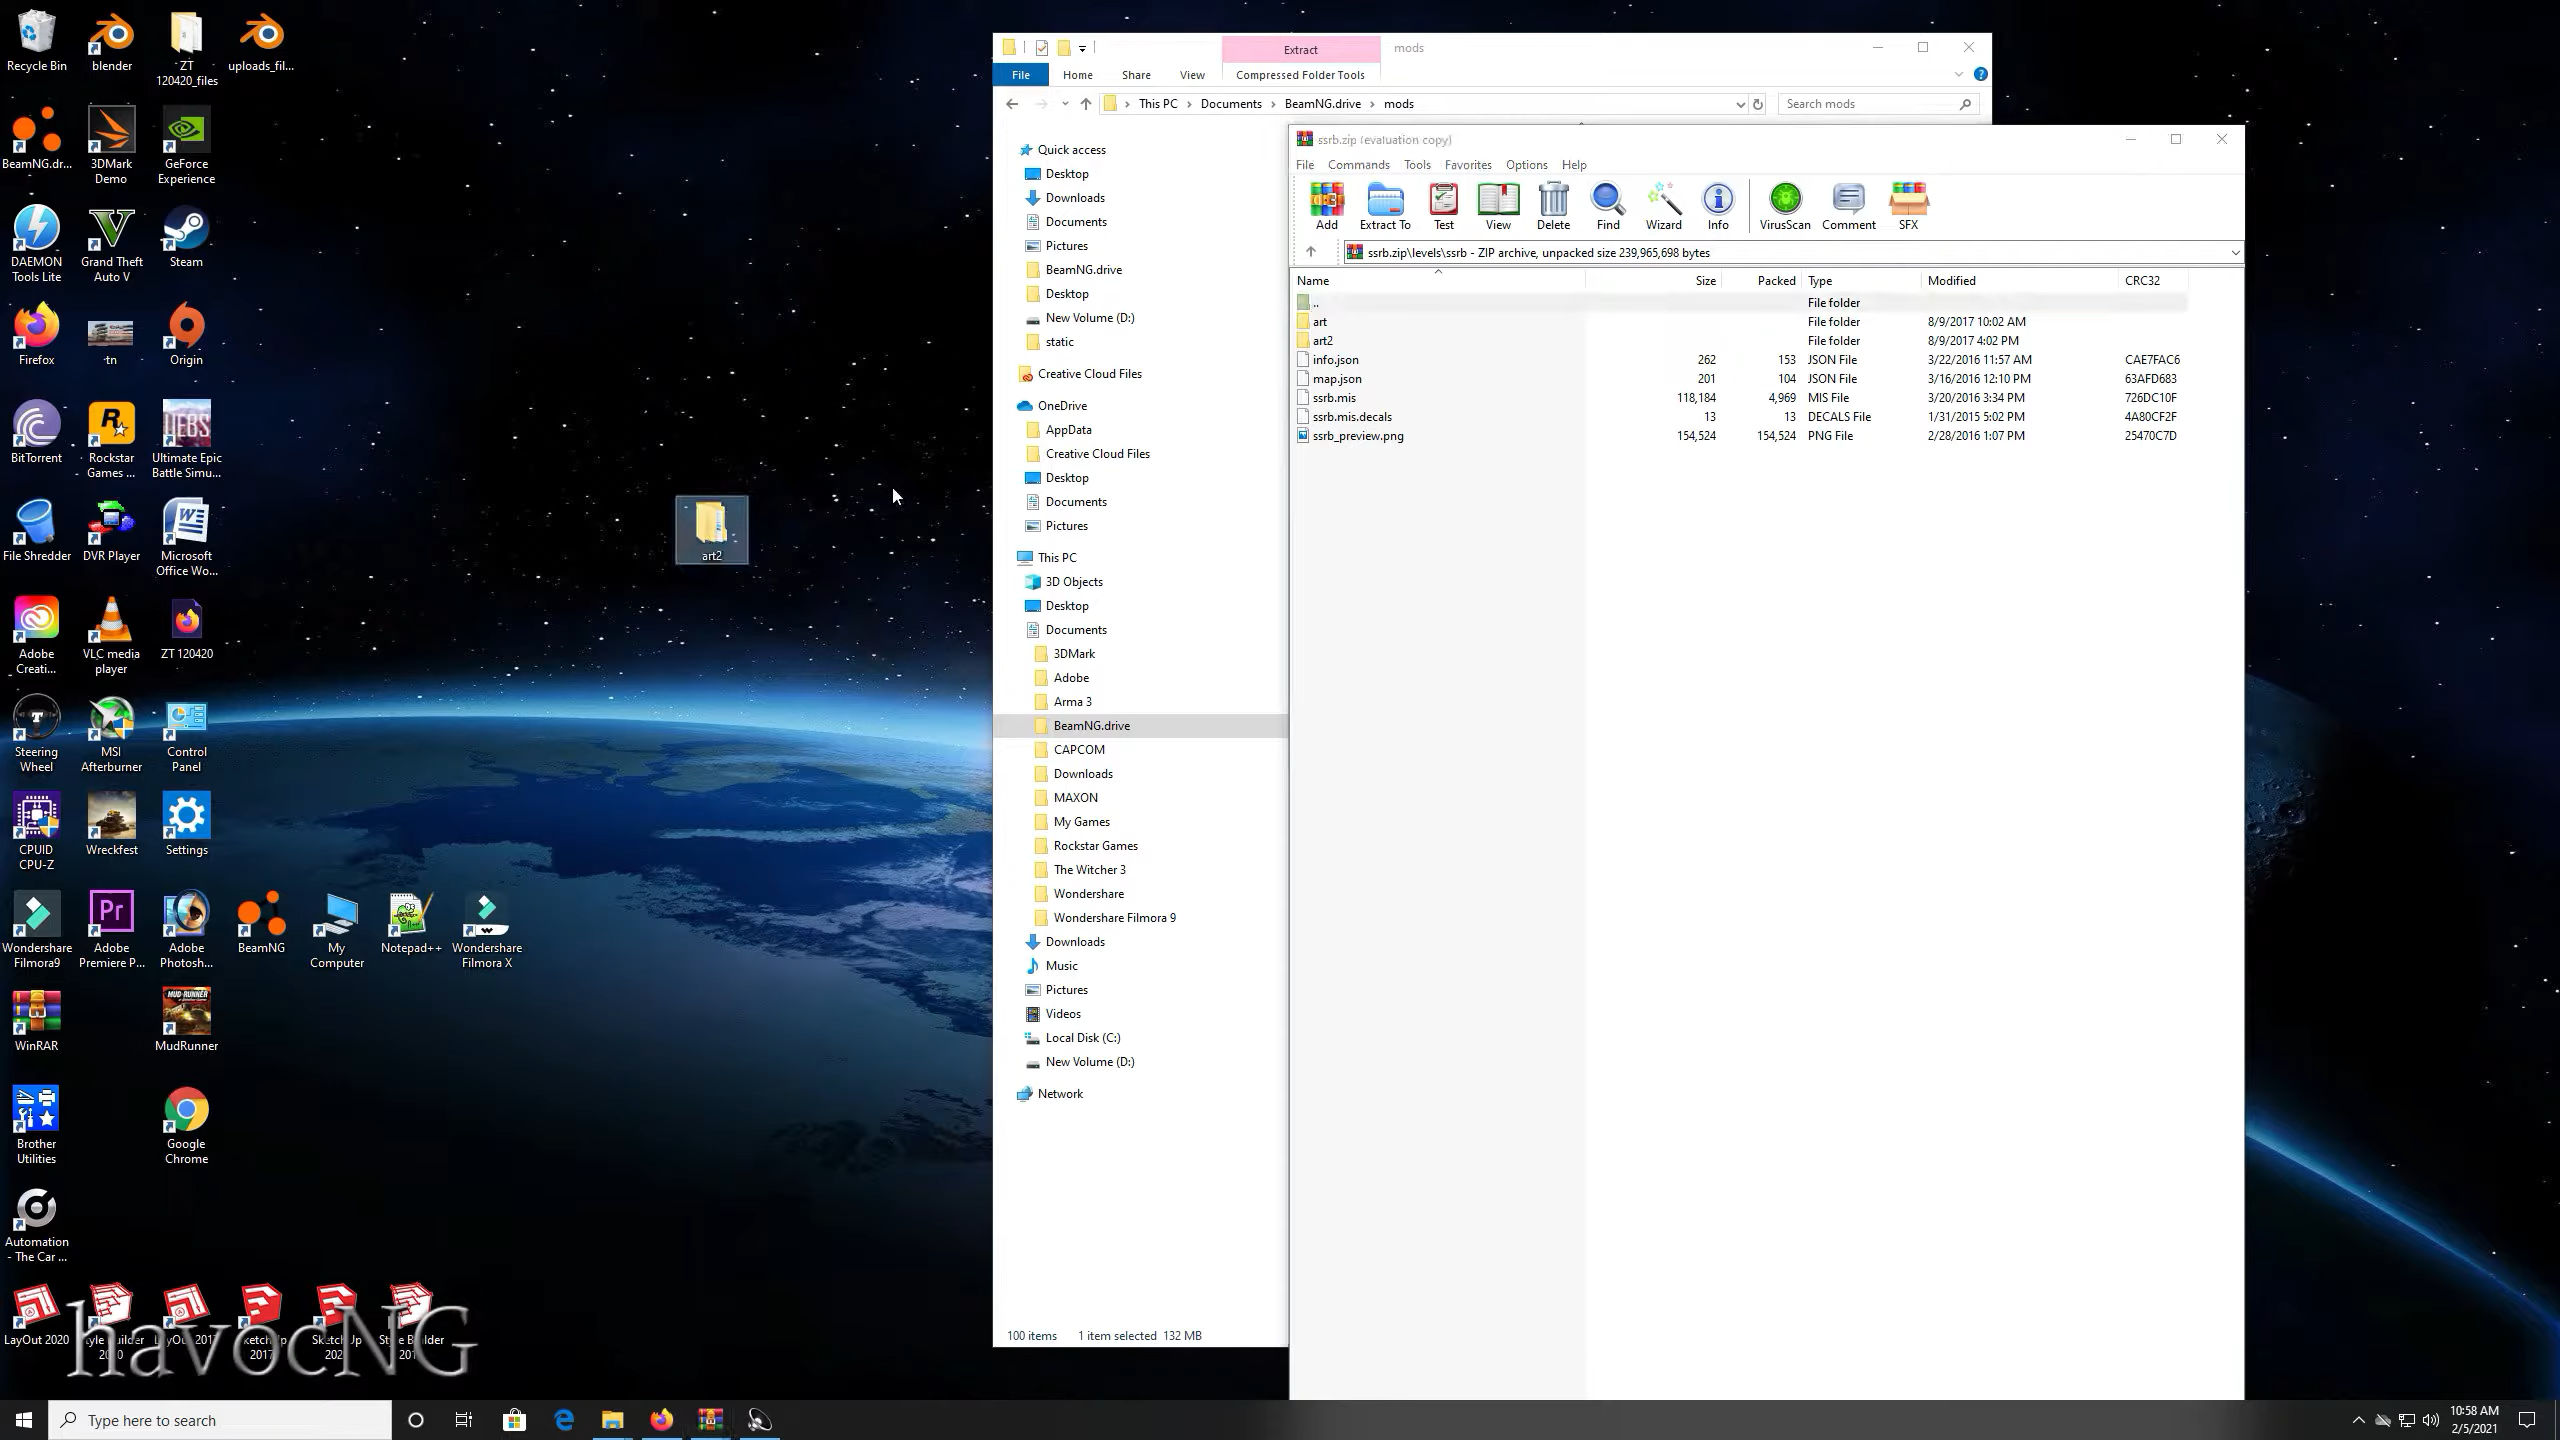 Recycle Bin
blender
ZT
120420_files
uploads_fil...
BeamNG.dr...
3DMark
Demo
GeForce
Experience
DAEMON
Tools Lite
Grand Theft
Auto V
Steam
Firefox
tn
Origin
BitTorrent
Rockstar
Games ...
Ultimate Epic
Battle Simu...
File Shredder
DVR Player
Microsoft
Office Wo...
Adobe
Creati...
VLC media
player
ZT 120420
Steering
Wheel
MSI
Afterburner
Control
Panel
CPUID
CPU-Z
Wreckfest
Settings
Wondershare
Filmora9
Adobe
Premiere P...
Adobe
Photosh...
BeamNG
My
Computer
Notepad++
Wondershare
Filmora X
WinRAR
MudRunner
Brother
Utilities
Google
Chrome
Automation
- The Car ...
LayOut 2020
havocNG
art2
Extract
mods
File
Home
Share
View
Compressed Folder Tools
This PC
Documents
BeamNG.drive
mods
Search mods
Quick access
Desktop
Downloads
Documents
Pictures
BeamNG.drive
Desktop
New Volume (D:)
static
Creative Cloud Files
OneDrive
AppData
Creative Cloud Files
Desktop
Documents
Pictures
This PC
3D Objects
Desktop
Documents
3DMark
Adobe
Arma 3
BeamNG.drive
CAPCOM
Downloads
MAXON
My Games
Rockstar Games
The Witcher 3
Wondershare
Wondershare Filmora 9
Downloads
Music
Pictures
Videos
Local Disk (C:)
New Volume (D:)
Network
100 items 1 item selected 132 MB
ssrb.zip (evaluation copy)
File Commands Tools Favorites Options Help
Add Extract To Test View Delete Find Wizard Info VirusScan Comment SFX
ssrb.zip\levels\ssrb - ZIP archive, unpacked size 239,965,698 bytes
Name Size Packed Type Modified CRC32
.. File folder
art File folder 8/9/2017 10:02 AM
art2 File folder 8/9/2017 4:02 PM
info.json 262 153 JSON File 3/22/2016 11:57 AM CAE7FAC6
map.json 201 104 JSON File 3/16/2016 12:10 PM 63AFD683
ssrb.mis 118,184 4,969 MIS File 3/20/2016 3:34 PM 726DC10F
ssrb.mis.decals 13 13 DECALS File 1/31/2015 5:02 PM 4A80CF2F
ssrb_preview.png 154,524 154,524 PNG File 2/28/2016 1:07 PM 25470C7D
Type here to search
10:58 AM
2/5/2021